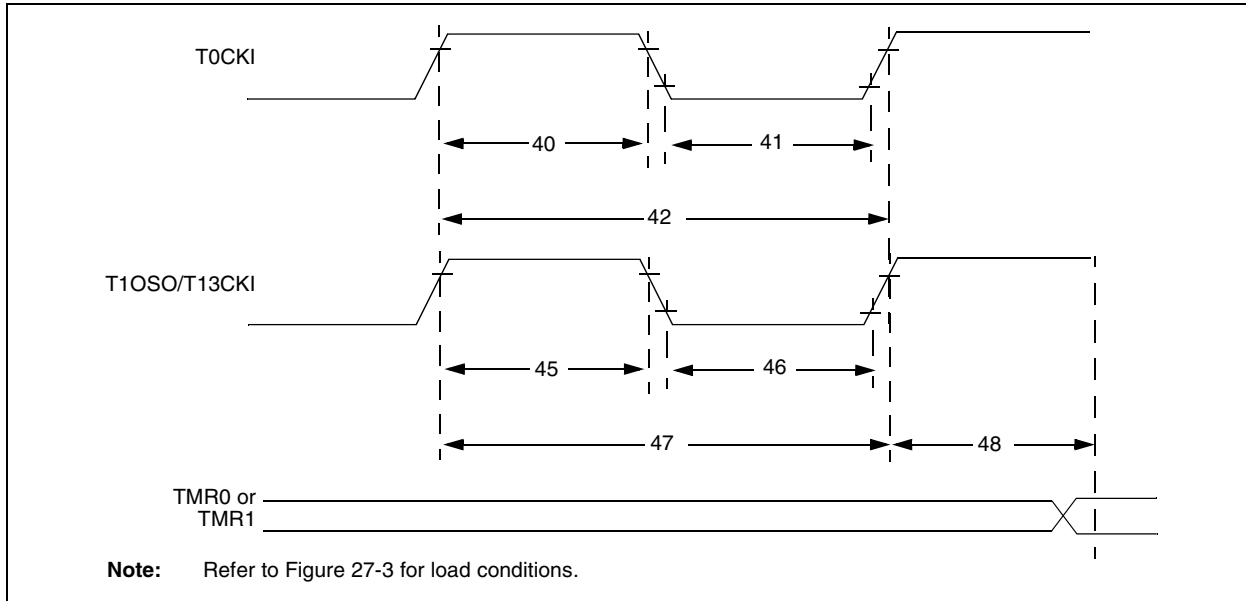 T0CKI
40
41
42
T1OSO/T13CKI
45
46
47
48
TMR0 or
TMR1
Note: Refer to Figure 27-3 for load conditions.